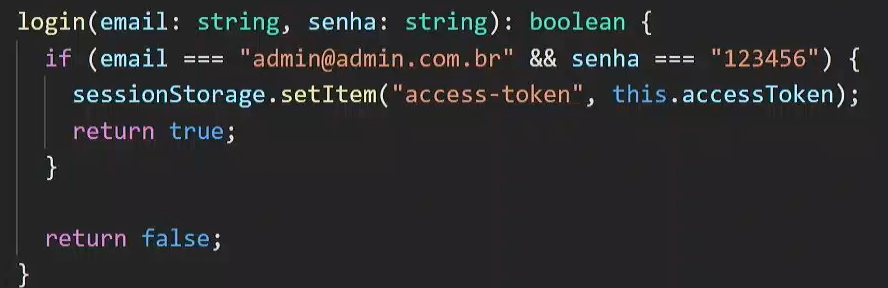 login(email: string, senha: string): boolean {
  if (email === "admin@admin.com.br" && senha === "123456") {
    sessionStorage.setItem("access-token", this.accessToken);
    return true;
  }

  return false;
}